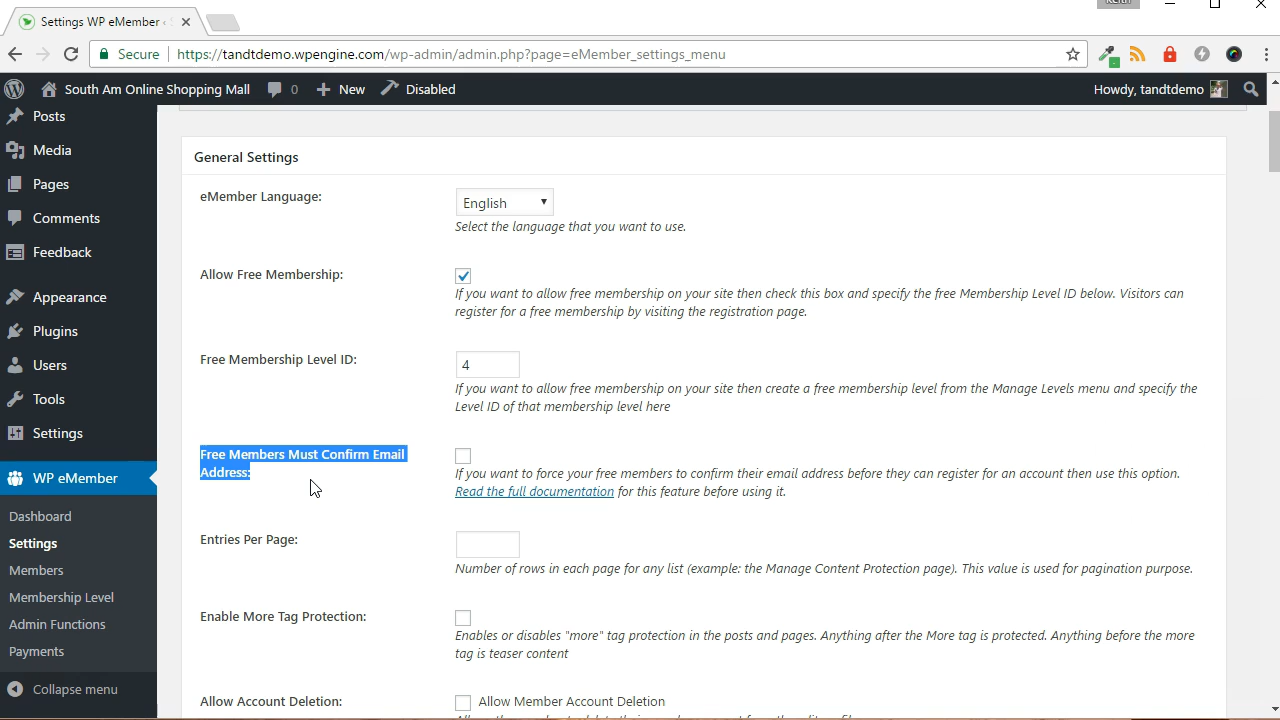 Settings WP eMember ‹
Secure https://tandtdemo.wpengine.com/wp-admin/admin.php?page=eMember_settings_menu
South Am Online Shopping Mall 0 New Disabled Howdy, tandtdemo
Posts
Media
Pages
Comments
Feedback
Appearance
Plugins
Users
Tools
Settings
WP eMember
Dashboard
Settings
Members
Membership Level
Admin Functions
Payments
Collapse menu
General Settings
eMember Language:
English
Select the language that you want to use.
Allow Free Membership:
If you want to allow free membership on your site then check this box and specify the free Membership Level ID below. Visitors can
register for a free membership by visiting the registration page.
Free Membership Level ID:
4
If you want to allow free membership on your site then create a free membership level from the Manage Levels menu and specify the
Level ID of that membership level here
Free Members Must Confirm Email
Address:
If you want to force your free members to confirm their email address before they can register for an account then use this option.
Read the full documentation for this feature before using it.
Entries Per Page:
Number of rows in each page for any list (example: the Manage Content Protection page). This value is used for pagination purpose.
Enable More Tag Protection:
Enables or disables "more" tag protection in the posts and pages. Anything after the More tag is protected. Anything before the more
tag is teaser content
Allow Account Deletion:
Allow Member Account Deletion